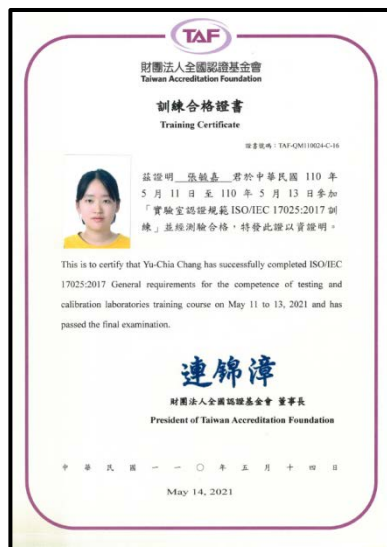 TAF
財團法人全國認證基金會
Taiwan Accreditation Foundation
訓練合格證書
Training Certificate
證書號碼：TAF-QM110024-C-16
茲證明 張毓嘉 君於中華民國 110 年
5 月 11 日 至 110 年 5 月 13 日參加
「實驗室認證規範 ISO/IEC 17025:2017 訓
練」並經測驗合格，特發此證以資證明。
This is to certify that Yu-Chia Chang has successfully completed ISO/IEC
17025:2017 General requirements for the competence of testing and
calibration laboratories training course on May 11 to 13, 2021 and has
passed the final examination.
連錦漳
財團法人全國認證基金會 董事長
President of Taiwan Accreditation Foundation
中華民國一一〇年五月十四日
May 14, 2021